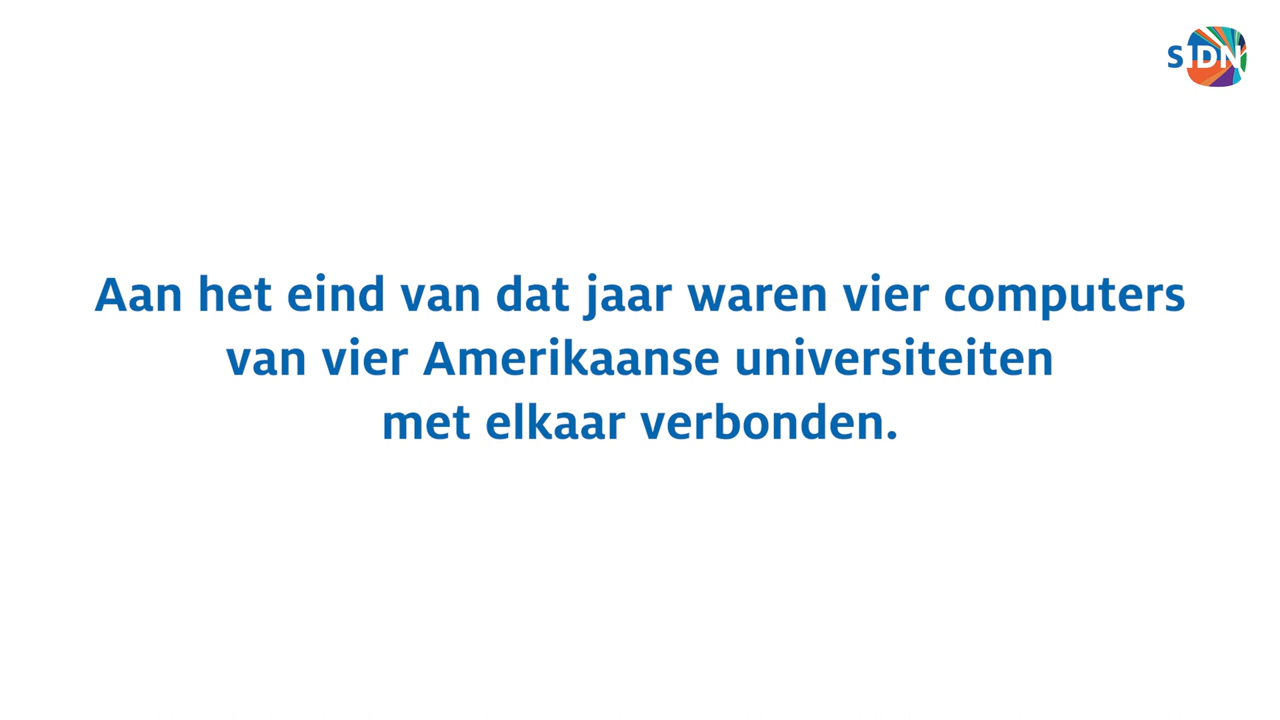 SIDN
Aan het eind van dat jaar waren vier computers
van vier Amerikaanse universiteiten
met elkaar verbonden.